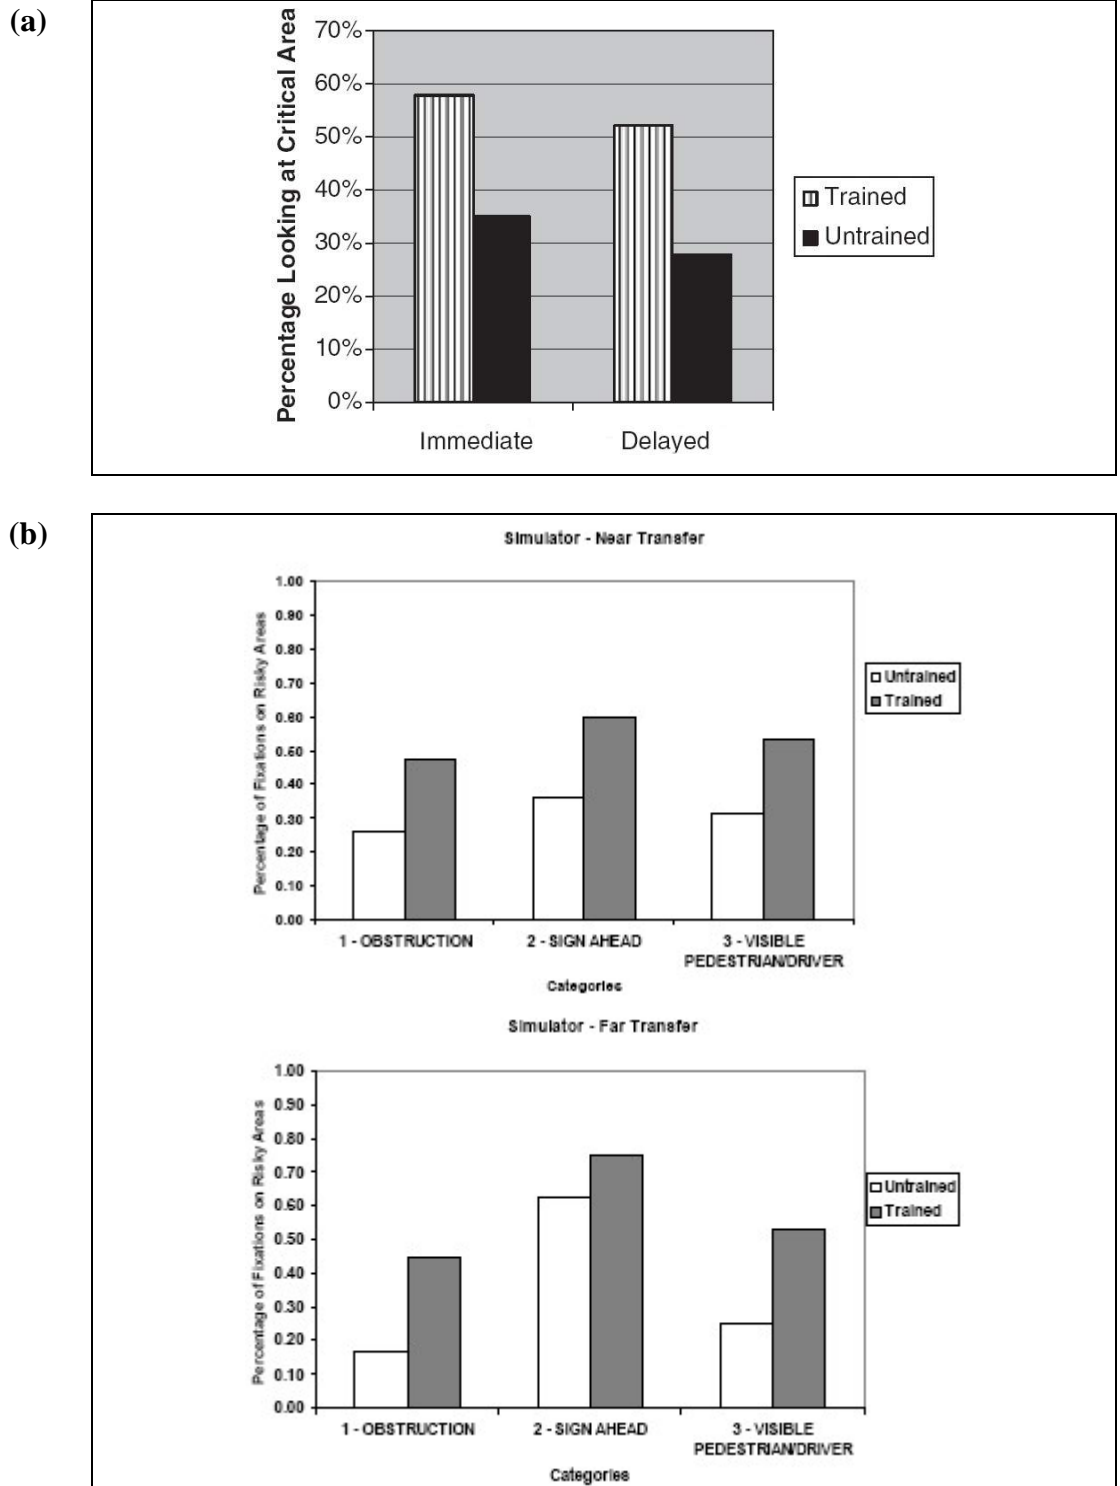 (a)
Percentage Looking at Critical Area
70%
60%
50%
40%
30%
20%
10%
0%
Immediate
Delayed
Trained
Untrained
(b)
Simulator - Near Transfer
Percentage of Fixations on Risky Areas
1.00
0.90
0.80
0.70
0.60
0.50
0.40
0.30
0.20
0.10
0.00
1 - OBSTRUCTION
2 - SIGN AHEAD
3 - VISIBLE
PEDESTRIAN/DRIVER
Categories
Untrained
Trained
Simulator - Far Transfer
Percentage of Fixations on Risky Areas
1.00
0.90
0.80
0.70
0.60
0.50
0.40
0.30
0.20
0.10
0.00
1 - OBSTRUCTION
2 - SIGN AHEAD
3 - VISIBLE
PEDESTRIAN/DRIVER
Categories
Untrained
Trained